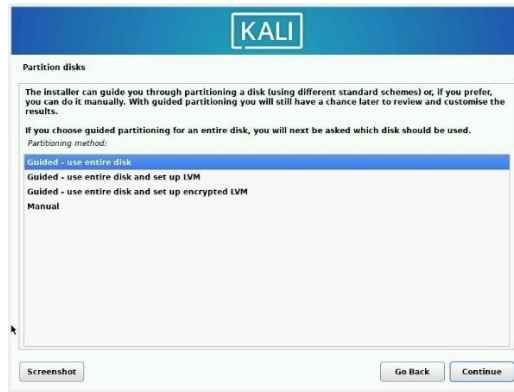 KALI
Partition disks
The installer can guide you through partitioning a disk (using different standard schemes) or, if you prefer,
you can do it manually. With guided partitioning you will still have a chance later to review and customise the
results.
If you choose guided partitioning for an entire disk, you will next be asked which disk should be used.
Partitioning method:
Guided - use entire disk
Guided - use entire disk and set up LVM
Guided - use entire disk and set up encrypted LVM
Manual
Screenshot Go Back Continue